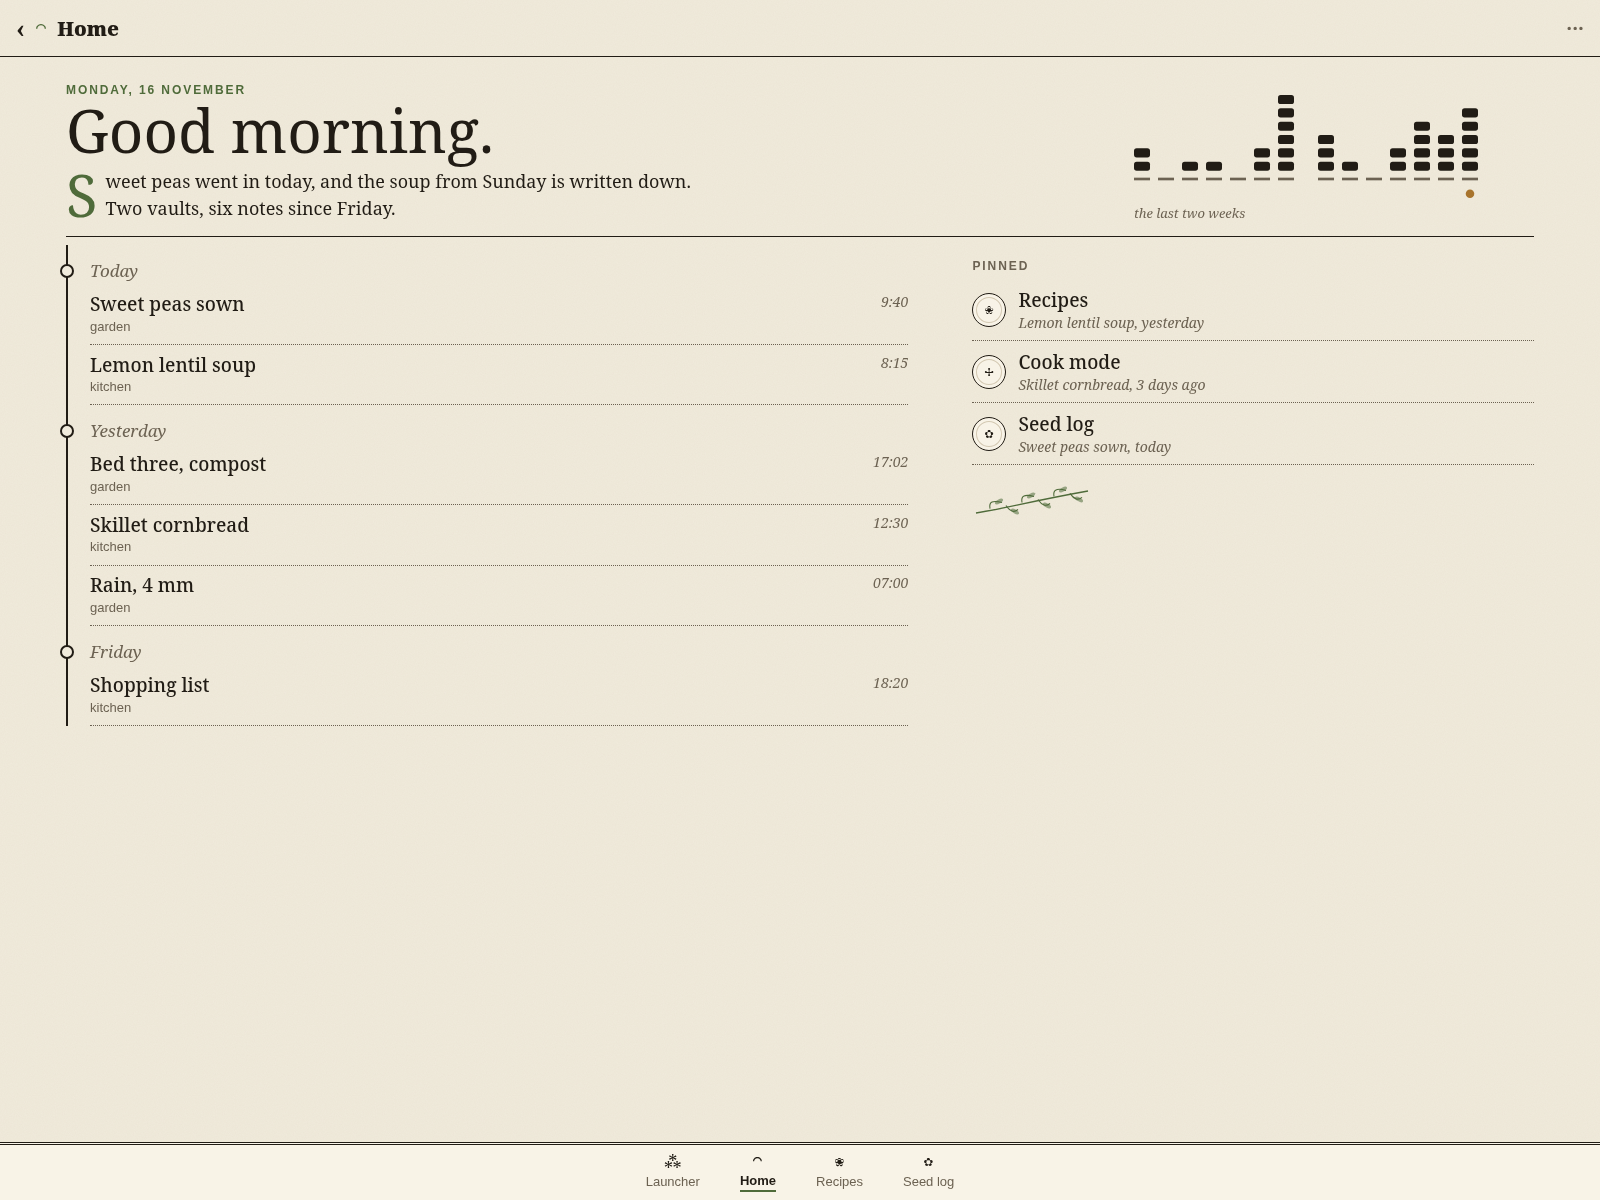 Home
...
MONDAY, 16 NOVEMBER
Good morning.
Sweet peas went in today, and the soup from Sunday is written down.
Two vaults, six notes since Friday.
the last two weeks
Today
Sweet peas sown 9:40
garden
Lemon lentil soup 8:15
kitchen
Yesterday
Bed three, compost 17:02
garden
Skillet cornbread 12:30
kitchen
Rain, 4 mm 07:00
garden
Friday
Shopping list 18:20
kitchen
PINNED
Recipes
Lemon lentil soup, yesterday
Cook mode
Skillet cornbread, 3 days ago
Seed log
Sweet peas sown, today
Launcher Home Recipes Seed log